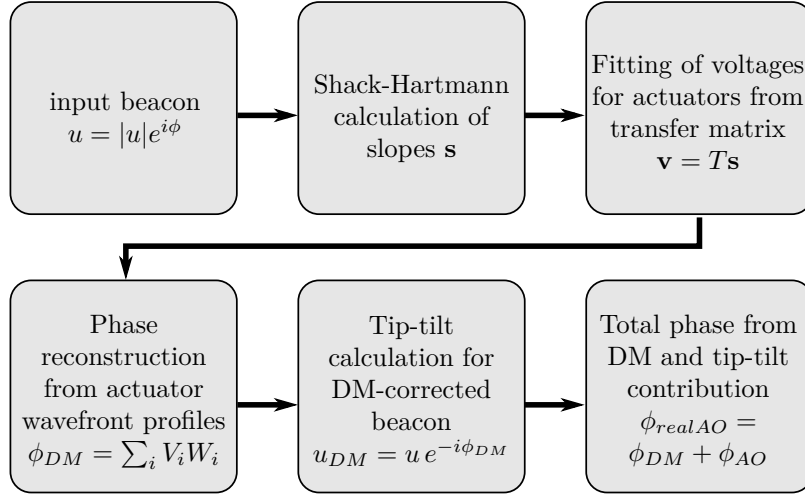 input beacon
u = |u|e^{iϕ}
Shack-Hartmann
calculation of
slopes s
Fitting of voltages
for actuators from
transfer matrix
v = Ts
Phase
reconstruction
from actuator
wavefront profiles
ϕ_{DM} = ∑_i V_iW_i
Tip-tilt
calculation for
DM-corrected
beacon
u_{DM} = u e^{-iϕ_{DM}}
Total phase from
DM and tip-tilt
contribution
ϕ_{realAO} =
ϕ_{DM} + ϕ_{AO}